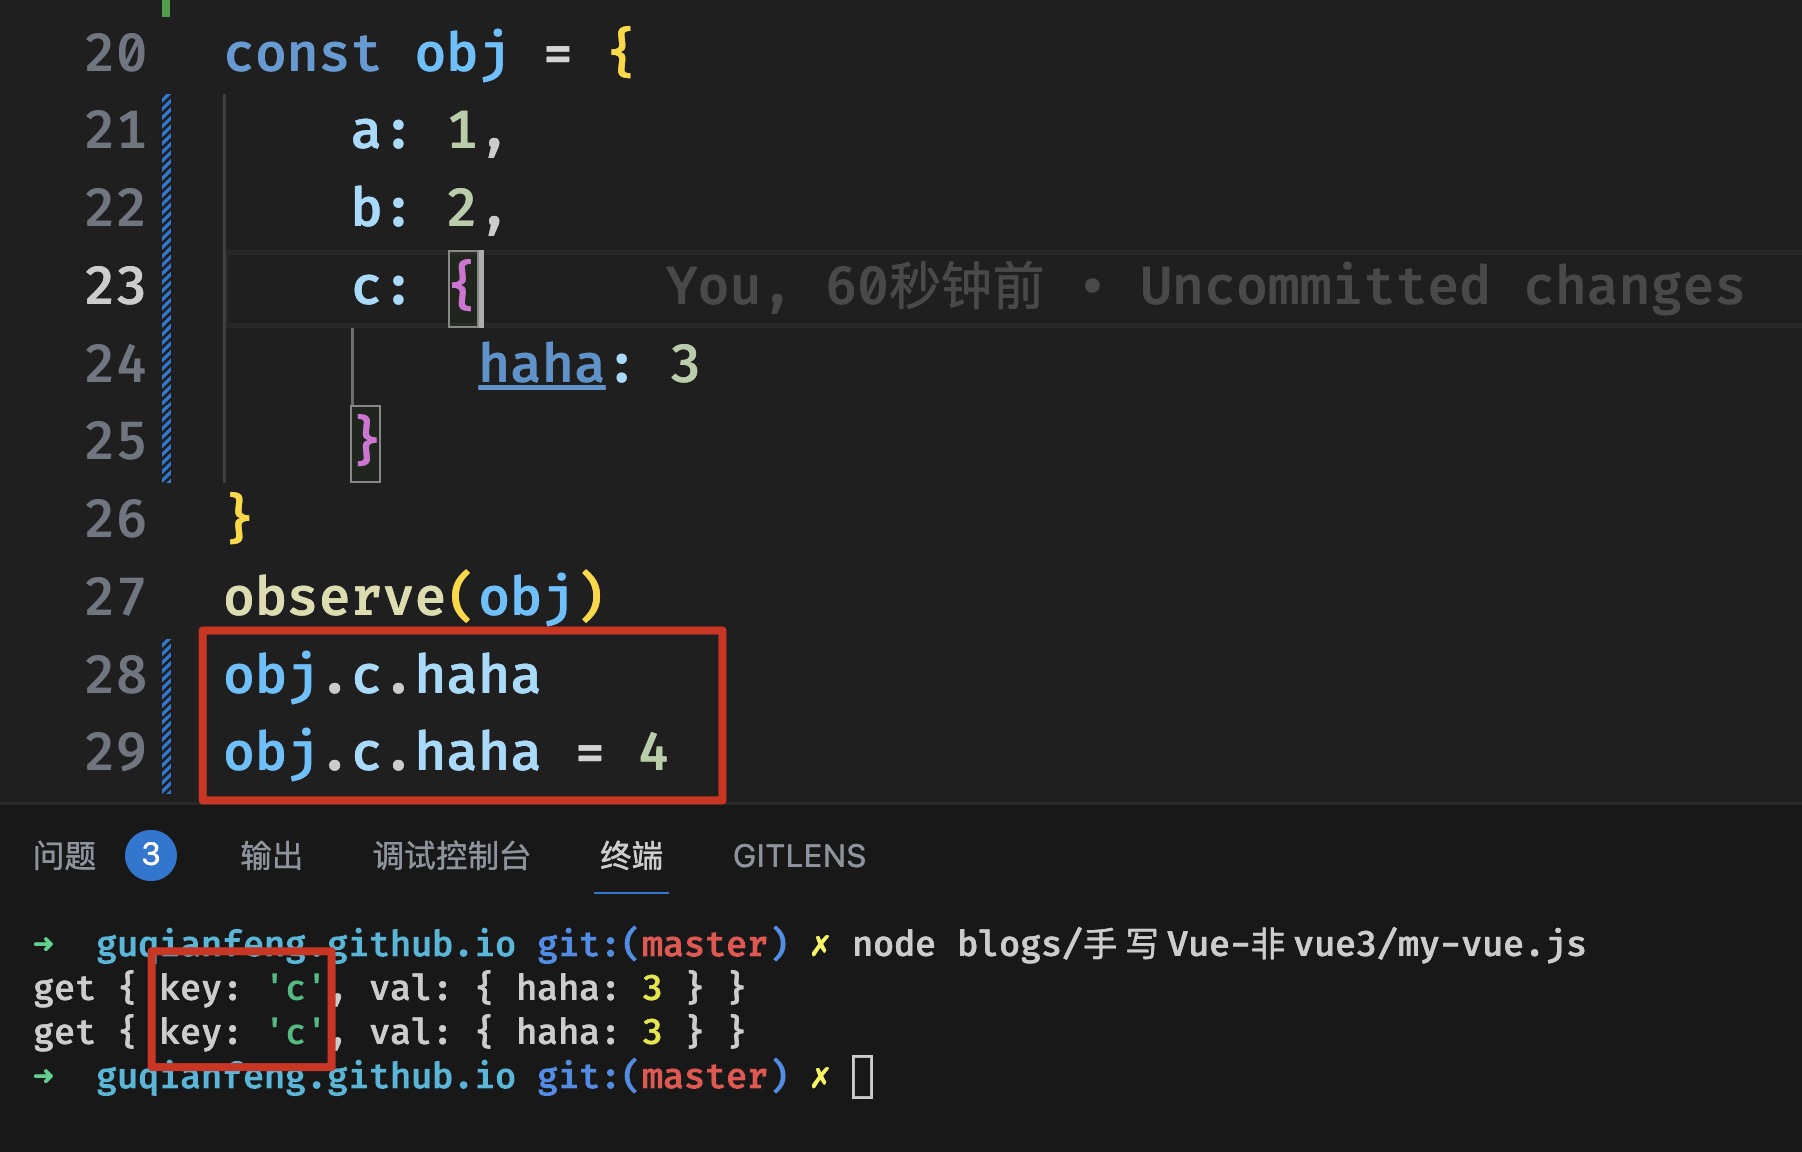 20 const obj = {
21 a: 1,
22 b: 2,
23 c: { You, 60秒钟前 • Uncommitted changes
24 haha: 3
25 }
26 }
27 observe(obj)
28 obj.c.haha
29 obj.c.haha = 4
问题 3 输出 调试控制台 终端 GITLENS
➜ guqianfeng.github.io git:(master) ✗ node blogs/手写Vue-非vue3/my-vue.js
get { key: 'c', val: { haha: 3 } }
get { key: 'c', val: { haha: 3 } }
➜ guqianfeng.github.io git:(master) ✗